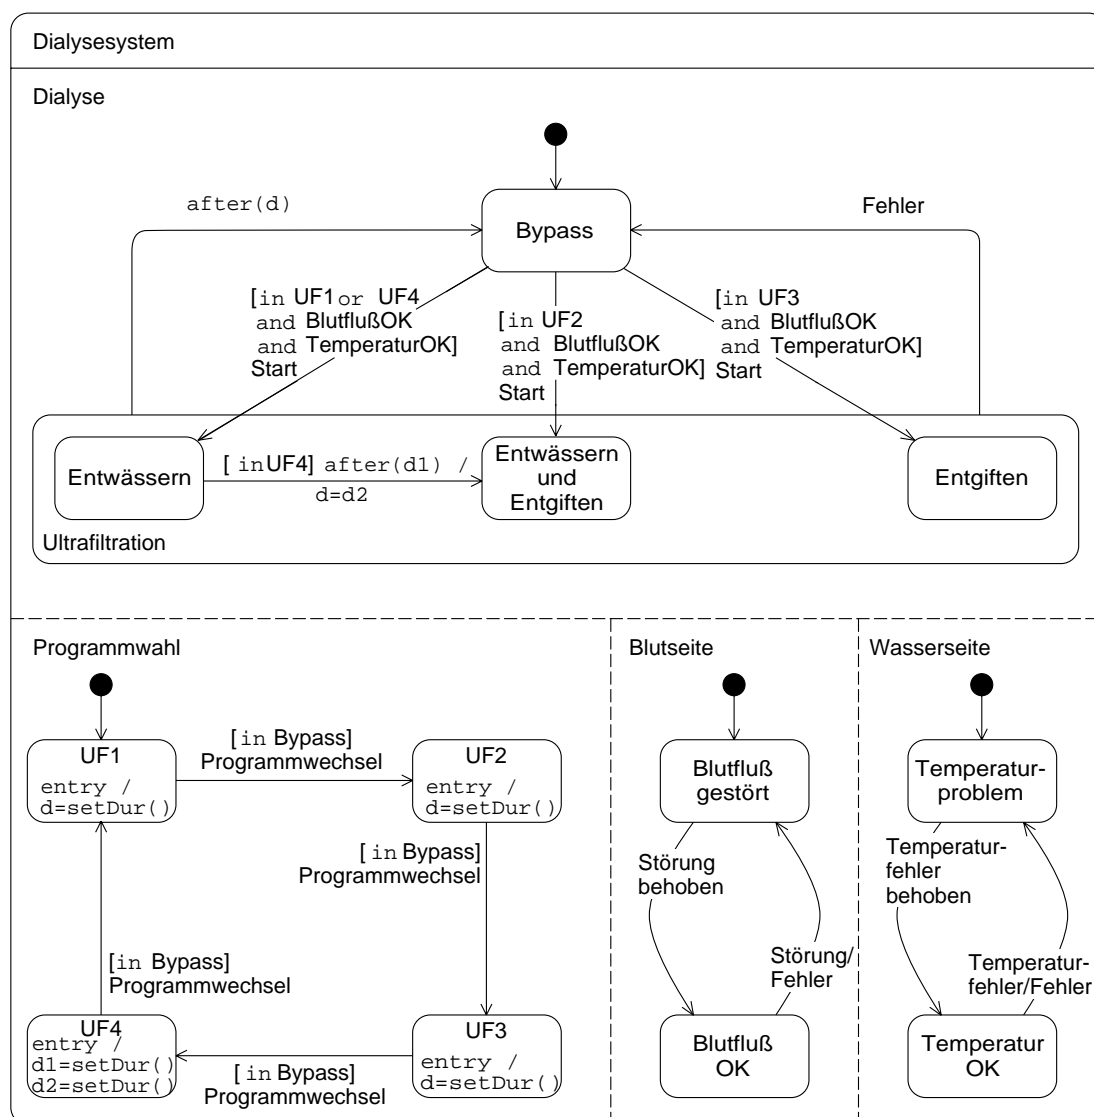 Dialysesystem
Dialyse
after(d)
Fehler
Bypass
[in UF1 or UF4
and BlutflußOK
and TemperaturOK]
Start
[in UF2
and BlutflußOK
and TemperaturOK]
Start
[in UF3
and BlutflußOK
and TemperaturOK]
Start
Entwässern
[ in UF4] after(d1) /
d=d2
Entwässern
und
Entgiften
Entgiften
Ultrafiltration
Programmwahl
UF1
entry /
d=setDur()
[in Bypass]
Programmwechsel
UF2
entry /
d=setDur()
[in Bypass]
Programmwechsel
[in Bypass]
Programmwechsel
UF4
entry /
d1=setDur()
d2=setDur()
[in Bypass]
Programmwechsel
UF3
entry /
d=setDur()
Blutseite
Blutfluß
gestört
Störung
behoben
Störung/
Fehler
Blutfluß
OK
Wasserseite
Temperatur-
problem
Temperatur-
fehler
behoben
Temperatur-
fehler/Fehler
Temperatur
OK